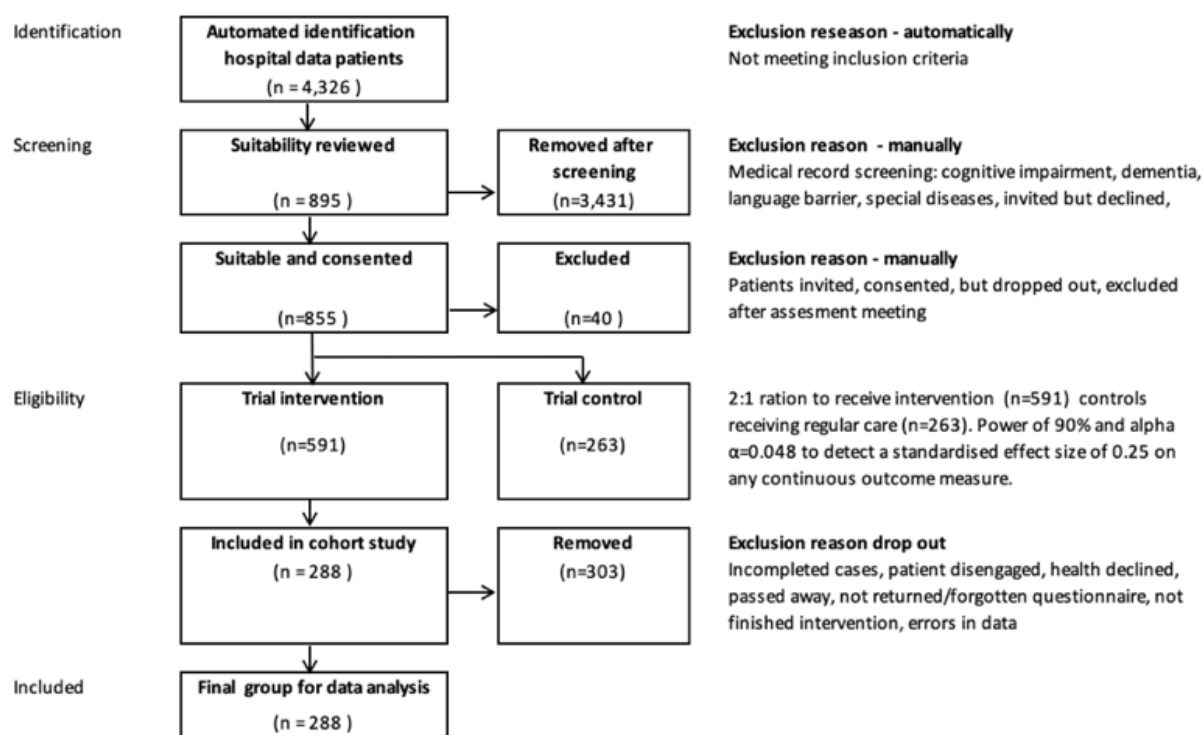 Identification
Automated identification
hospital data patients
(n = 4,326 )
Exclusion reseason - automatically
Not meeting inclusion criteria
Screening
Suitability reviewed
(n = 895 )
Removed after
screening
(n=3,431)
Exclusion reason - manually
Medical record screening: cognitive impairment, dementia,
language barrier, special diseases, invited but declined,
Suitable and consented
(n=855 )
Excluded
(n=40 )
Exclusion reason - manually
Patients invited, consented, but dropped out, excluded
after assesment meeting
Eligibility
Trial intervention
(n=591)
Trial control
(n=263)
2:1 ration to receive intervention (n=591) controls
receiving regular care (n=263). Power of 90% and alpha
α=0.048 to detect a standardised effect size of 0.25 on
any continuous outcome measure.
Included in cohort study
(n = 288 )
Removed
(n=303)
Exclusion reason drop out
Incompleted cases, patient disengaged, health declined,
passed away, not returned/forgotten questionnaire, not
finished intervention, errors in data
Included
Final group for data analysis
(n = 288 )